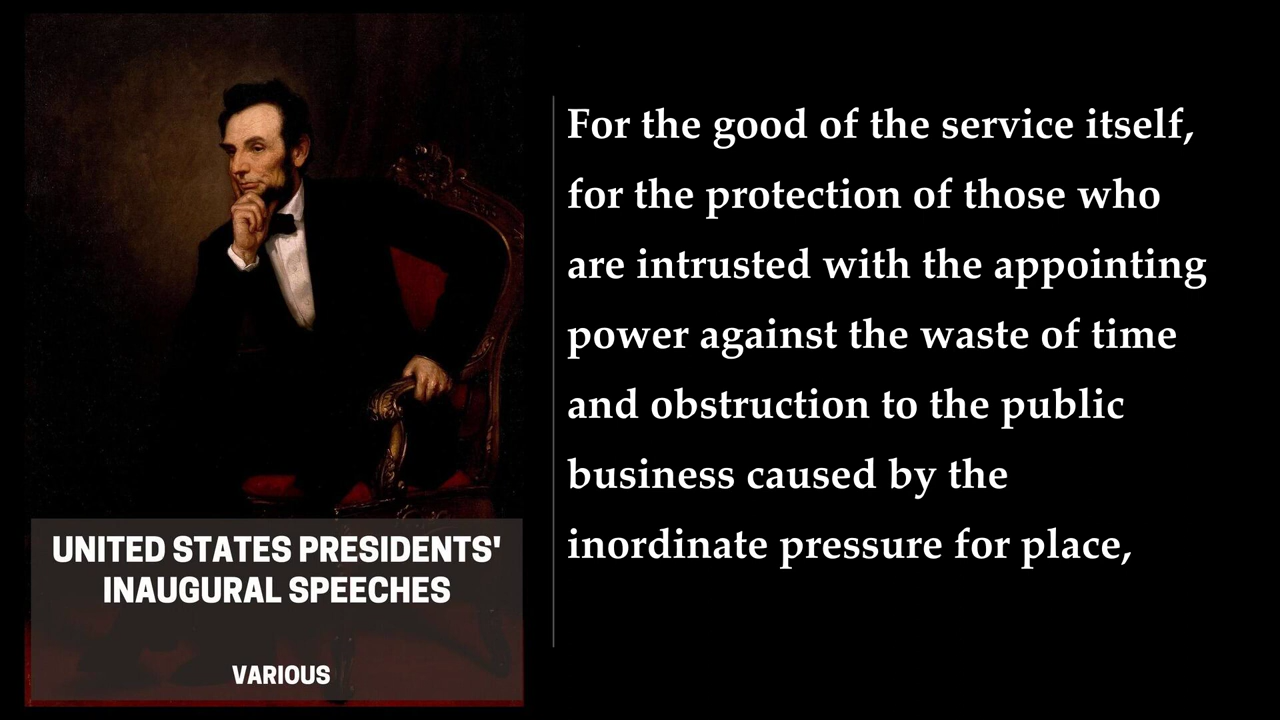 For the good of the service itself,
for the protection of those who
are intrusted with the appointing
power against the waste of time
and obstruction to the public
business caused by the
inordinate pressure for place,
UNITED STATES PRESIDENTS'
INAUGURAL SPEECHES
VARIOUS